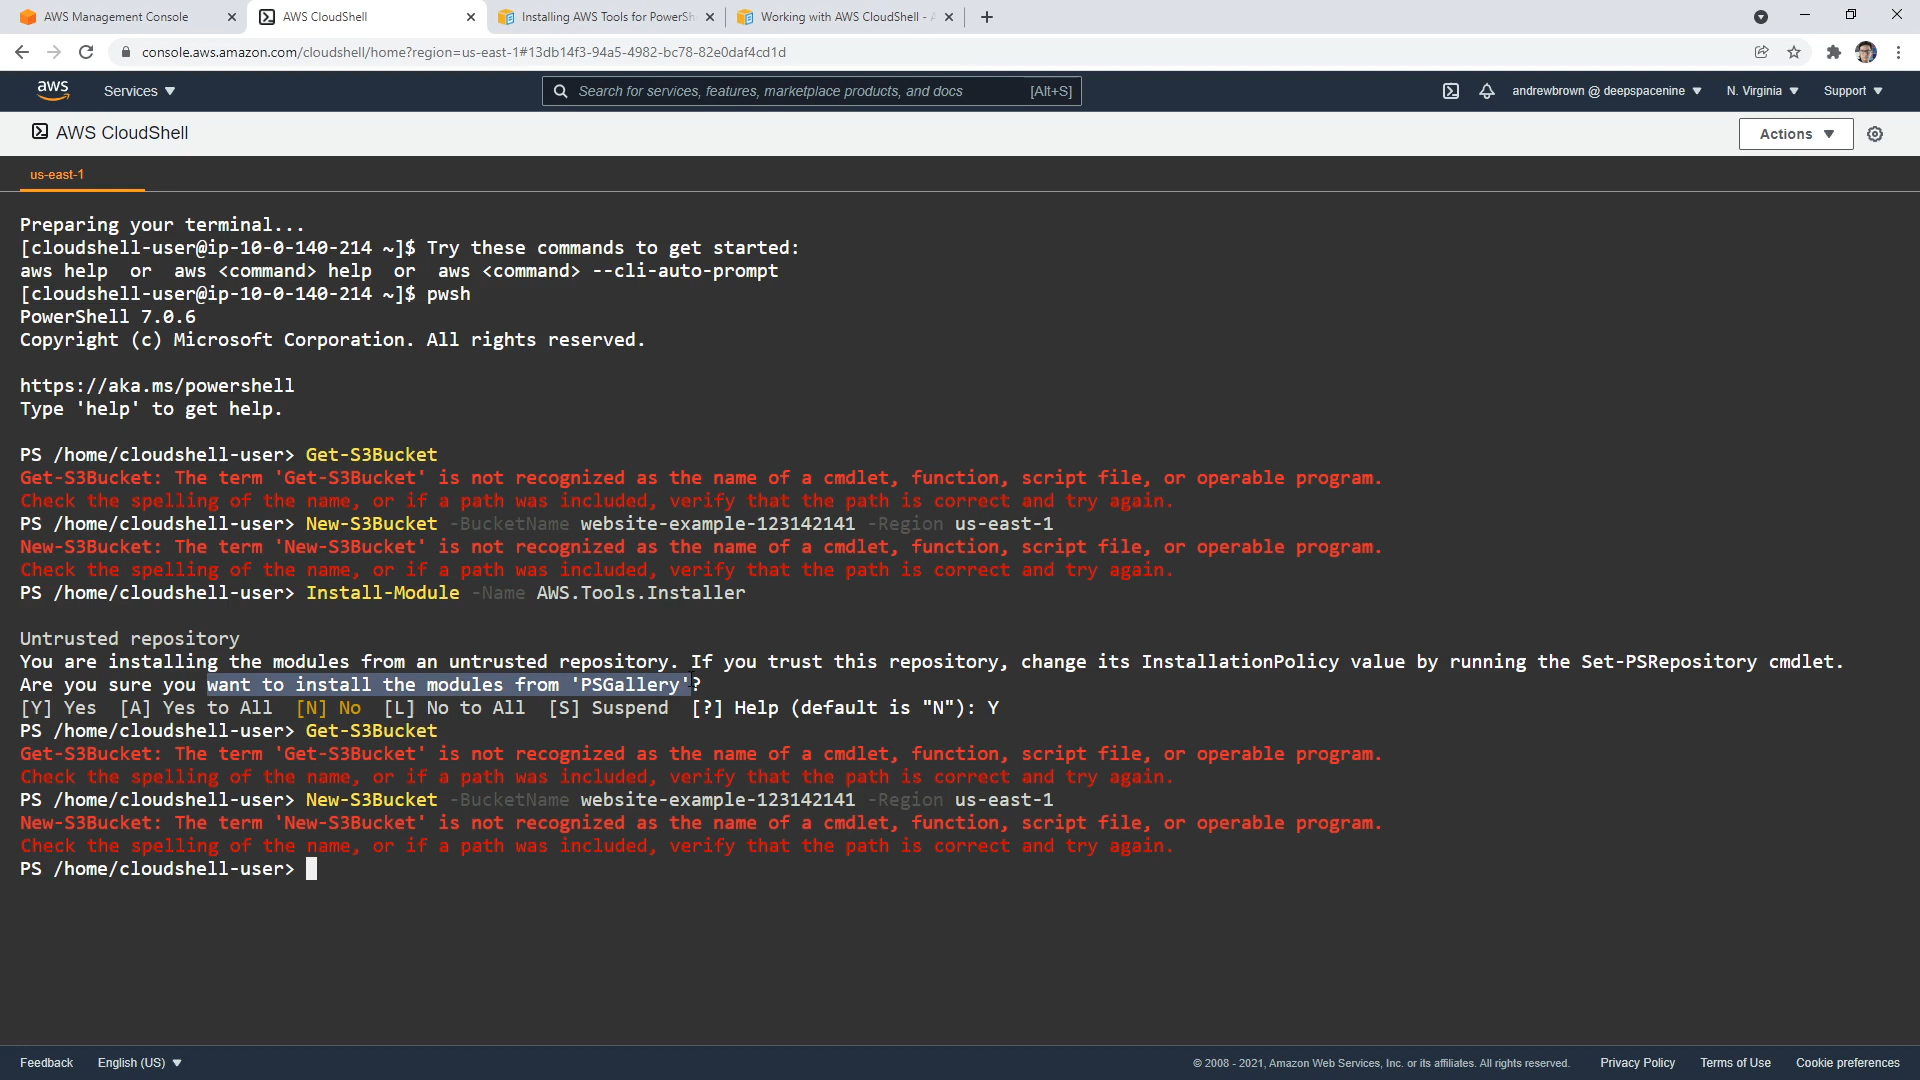 AWS Management Console
AWS CloudShell
Installing AWS Tools for PowerSh
Working with AWS CloudShell - A
console.aws.amazon.com/cloudshell/home?region=us-east-1#13db14f3-94a5-4982-bc78-82e0daf4cd1d
aws
Services
Search for services, features, marketplace products, and docs
[Alt+S]
andrewbrown @ deepspacenine
N. Virginia
Support
AWS CloudShell
Actions
us-east-1
Preparing your terminal...
[cloudshell-user@ip-10-0-140-214 ~]$ Try these commands to get started:
aws help  or  aws <command> help  or  aws <command> --cli-auto-prompt
[cloudshell-user@ip-10-0-140-214 ~]$ pwsh
PowerShell 7.0.6
Copyright (c) Microsoft Corporation. All rights reserved.
https://aka.ms/powershell
Type 'help' to get help.
PS /home/cloudshell-user> Get-S3Bucket
Get-S3Bucket: The term 'Get-S3Bucket' is not recognized as the name of a cmdlet, function, script file, or operable program.
Check the spelling of the name, or if a path was included, verify that the path is correct and try again.
PS /home/cloudshell-user> New-S3Bucket -BucketName website-example-123142141 -Region us-east-1
New-S3Bucket: The term 'New-S3Bucket' is not recognized as the name of a cmdlet, function, script file, or operable program.
Check the spelling of the name, or if a path was included, verify that the path is correct and try again.
PS /home/cloudshell-user> Install-Module -Name AWS.Tools.Installer
Untrusted repository
You are installing the modules from an untrusted repository. If you trust this repository, change its InstallationPolicy value by running the Set-PSRepository cmdlet.
Are you sure you want to install the modules from 'PSGallery'?
[Y] Yes  [A] Yes to All  [N] No  [L] No to All  [S] Suspend  [?] Help (default is "N"): Y
PS /home/cloudshell-user> Get-S3Bucket
Get-S3Bucket: The term 'Get-S3Bucket' is not recognized as the name of a cmdlet, function, script file, or operable program.
Check the spelling of the name, or if a path was included, verify that the path is correct and try again.
PS /home/cloudshell-user> New-S3Bucket -BucketName website-example-123142141 -Region us-east-1
New-S3Bucket: The term 'New-S3Bucket' is not recognized as the name of a cmdlet, function, script file, or operable program.
Check the spelling of the name, or if a path was included, verify that the path is correct and try again.
PS /home/cloudshell-user>
Feedback
English (US)
© 2008 - 2021, Amazon Web Services, Inc. or its affiliates. All rights reserved.
Privacy Policy
Terms of Use
Cookie preferences